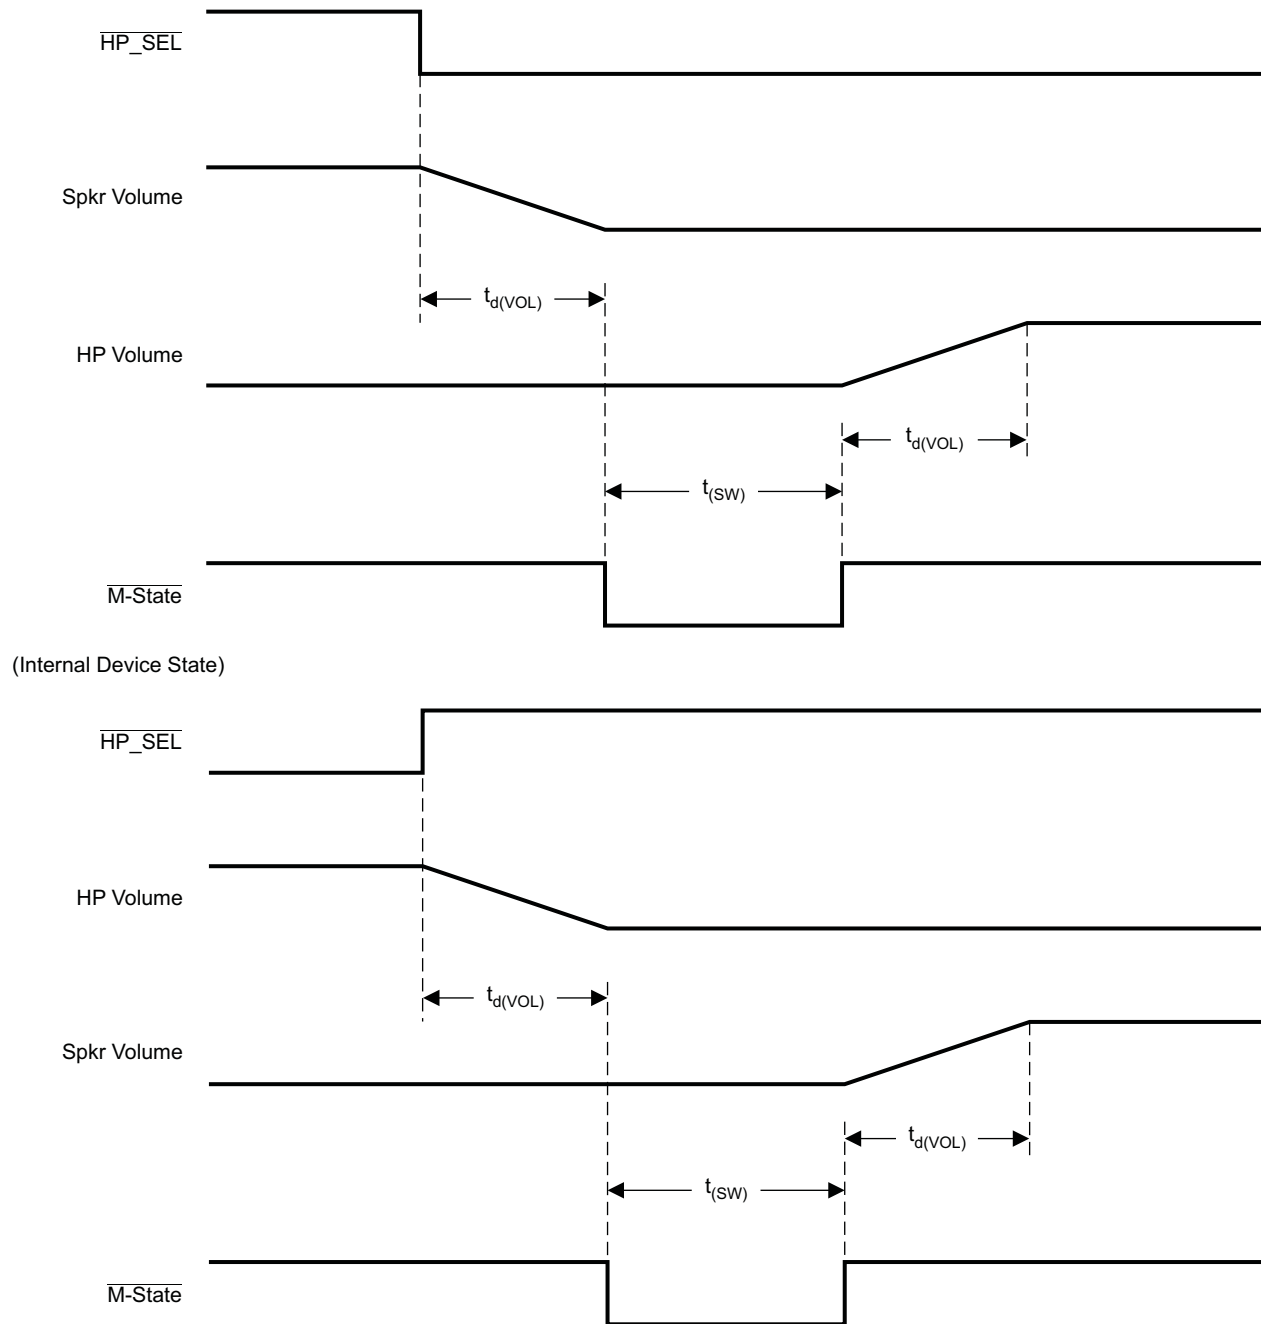 HP_SEL
Spkr Volume
td(VOL)
HP Volume
td(VOL)
t(SW)
M-State
(Internal Device State)
HP_SEL
HP Volume
td(VOL)
Spkr Volume
td(VOL)
t(SW)
M-State